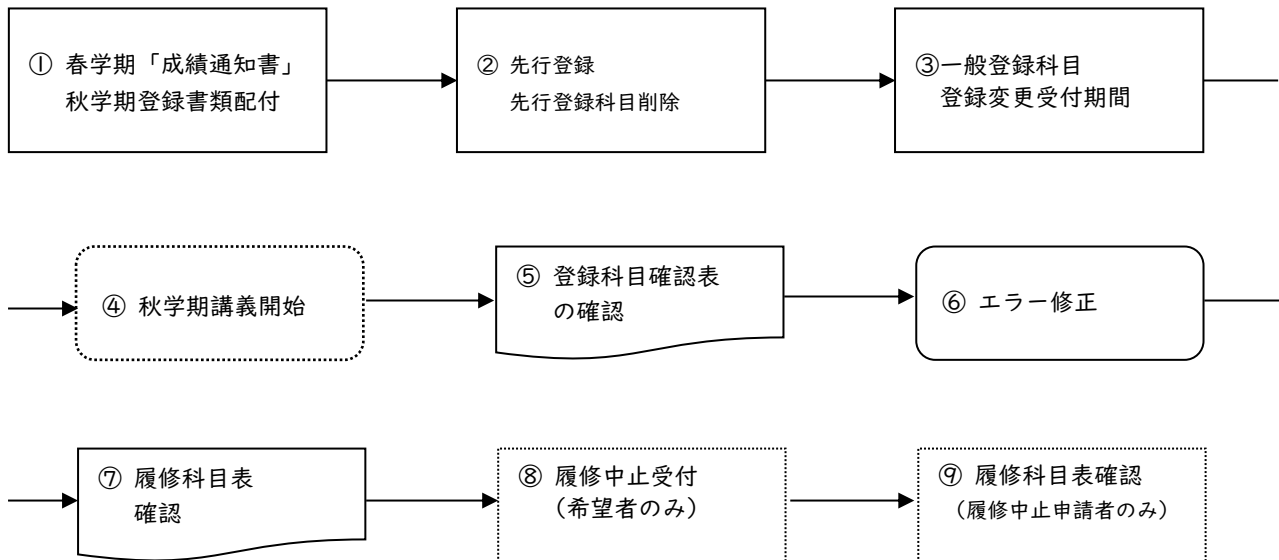 ① 春学期「成績通知書」
秋学期登録書類配付
② 先行登録
先行登録科目削除
③一般登録科目
登録変更受付期間
④ 秋学期講義開始
⑤ 登録科目確認表
の確認
⑥ エラー修正
⑦ 履修科目表
確認
⑧ 履修中止受付
(希望者のみ)
⑨ 履修科目表確認
（履修中止申請者のみ）